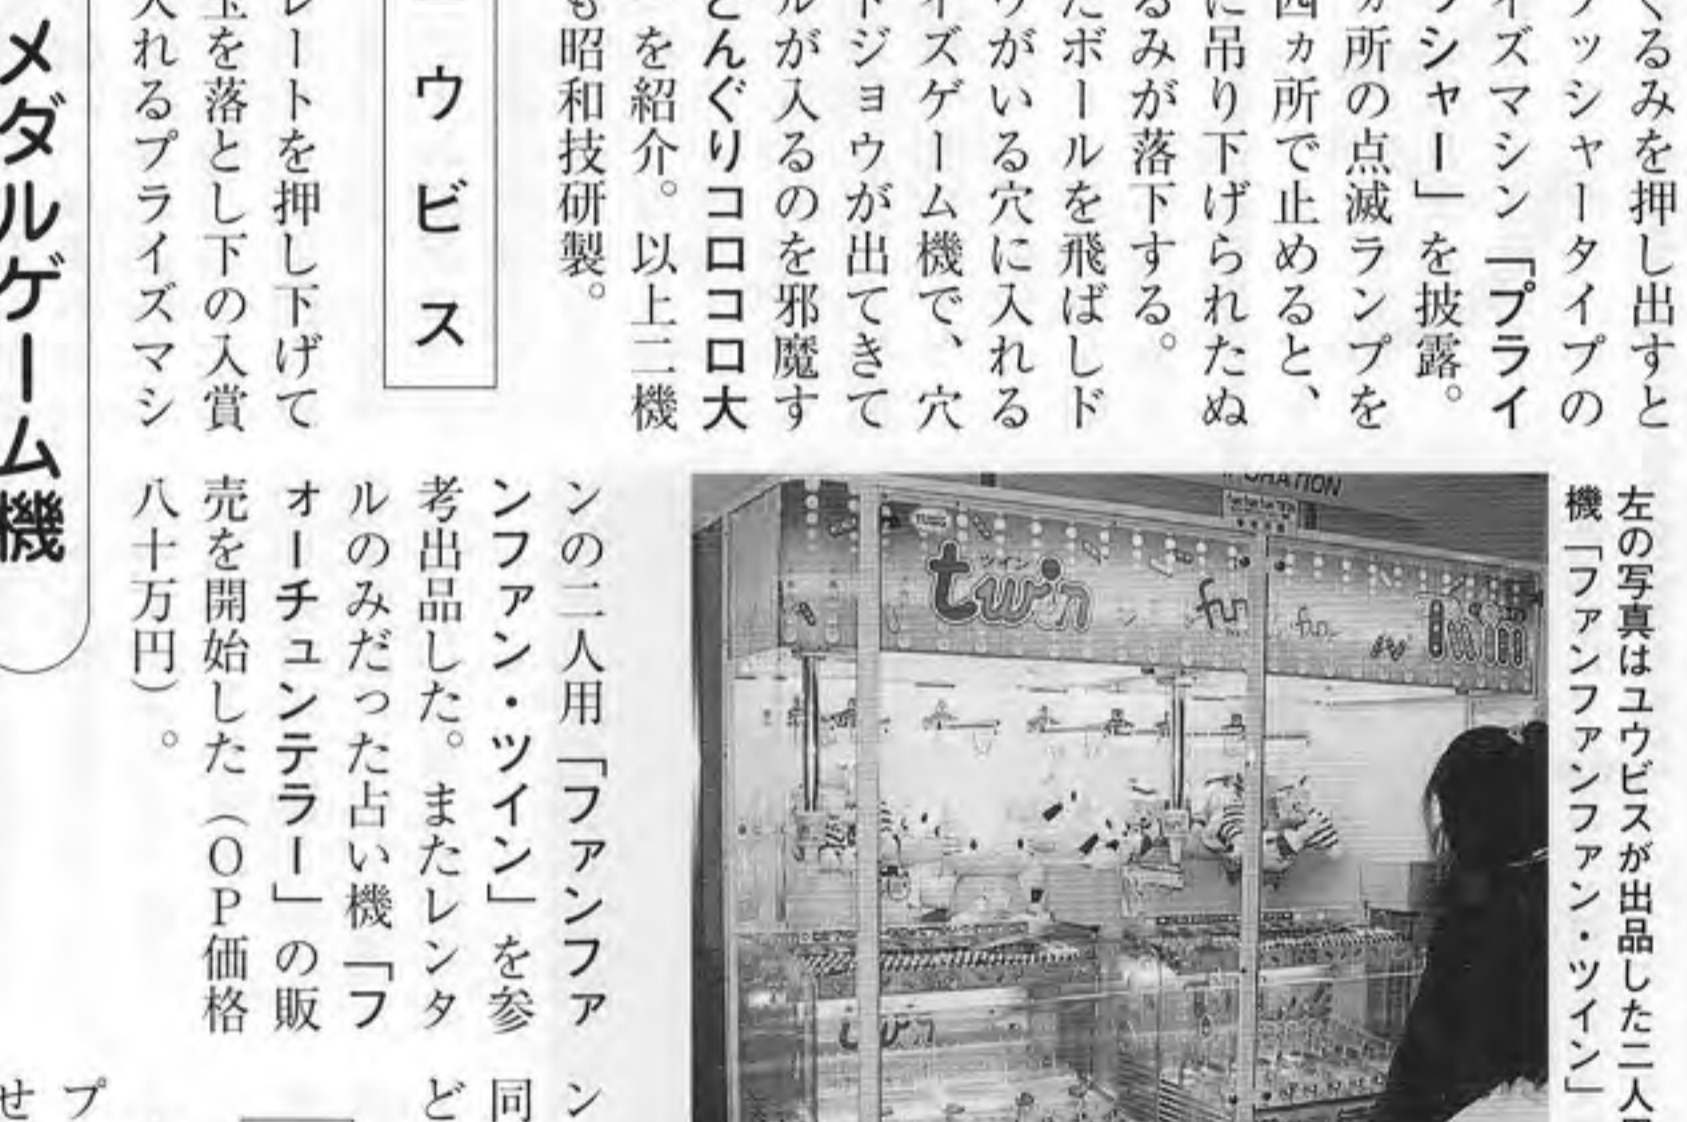 くるみを押し出すと
ッシャータイプの
イズマシン「プライ
シャー」を披露。
ヵ所の点滅ランプを
四ヵ所で止めると、
に吊り下げられたぬ
るみが落下する。
たボールを飛ばしド
リがいる穴に入れる
イズゲーム機で、穴
ドジョウが出てきて
ルが入るのを邪魔す
どんぐりコロコロ大
を紹介。以上二機
も昭和技研製。
ウビス
レートを押し下げて
玉を落とし下の入賞
入れるプライズマシ
メダルゲーム機
左の写真はユウビスが出品した二人用
機「ファンファンファン・ツイン」
ツイン
twin
fun
twin
ンの二人用「ファンファ
ンファン・ツイン」を参
考出品した。またレンタ
ルのみだった占い機「フ
ォーチュンテラー」の販
売を開始した（OP価格
八十万円）。
ン
同
ど
プ
せ